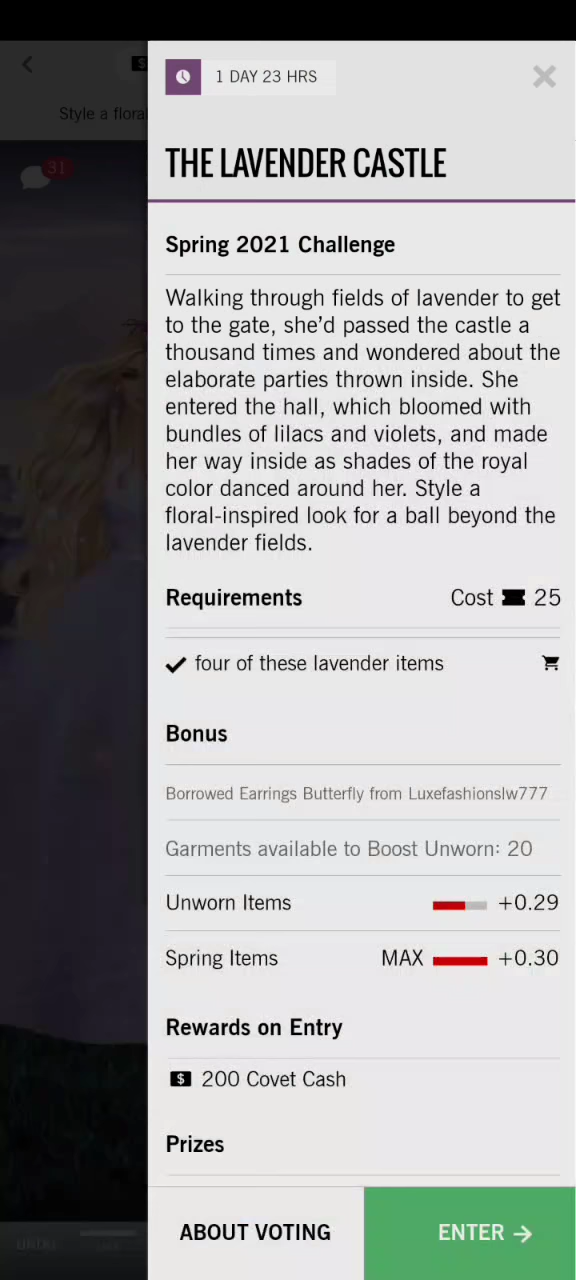 1 DAY 23 HRS
Style a floral
31
THE LAVENDER CASTLE
Spring 2021 Challenge
Walking through fields of lavender to get
to the gate, she’d passed the castle a
thousand times and wondered about the
elaborate parties thrown inside. She
entered the hall, which bloomed with
bundles of lilacs and violets, and made
her way inside as shades of the royal
color danced around her. Style a
floral-inspired look for a ball beyond the
lavender fields.
Requirements Cost 25
four of these lavender items
Bonus
Borrowed Earrings Butterfly from Luxefashionslw777
Garments available to Boost Unworn: 20
Unworn Items +0.29
Spring Items MAX +0.30
Rewards on Entry
$ 200 Covet Cash
Prizes
ABOUT VOTING ENTER